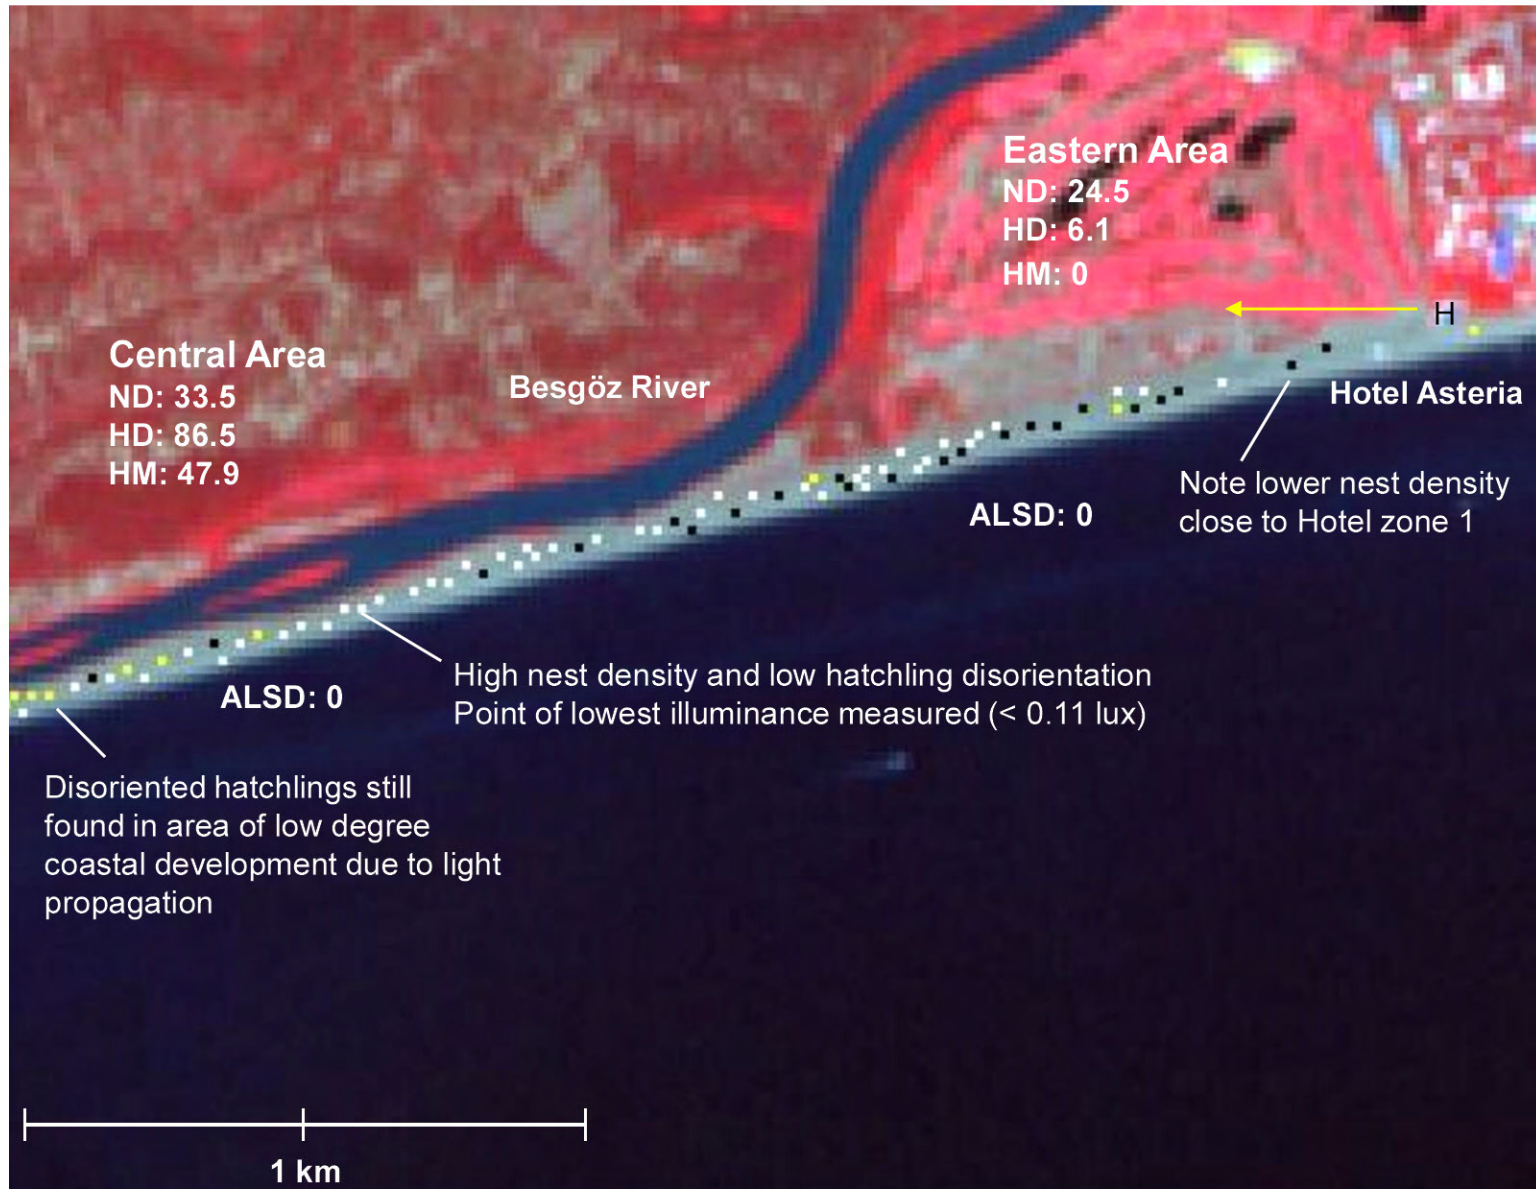 Eastern Area
ND: 24.5
HD: 6.1
HM: 0
H
Central Area
ND: 33.5
HD: 86.5
HM: 47.9
Besgöz River
Hotel Asteria
Note lower nest density
close to Hotel zone 1
ALSD: 0
High nest density and low hatchling disorientation
Point of lowest illuminance measured (< 0.11 lux)
ALSD: 0
Disoriented hatchlings still
found in area of low degree
coastal development due to light
propagation
1 km